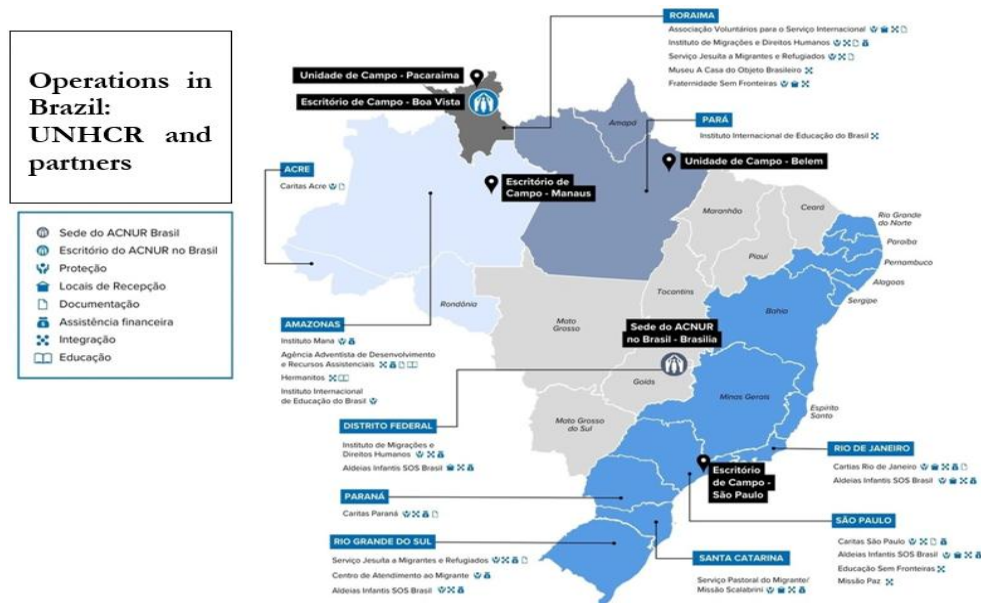 Operations in
Brazil:
UNHCR and
partners
Sede do ACNUR Brasil
Escritório do ACNUR no Brasil
Proteção
Locais de Recepção
Documentação
Assistência financeira
Integração
Educação
RORAIMA
Associação Voluntários para o Serviço Internacional
Instituto de Migrações e Direitos Humanos
Serviço Jesuíta a Migrantes e Refugiados
Museu A Casa do Objeto Brasileiro
Fraternidade Sem Fronteiras
Unidade de Campo - Pacaraima
Escritório de Campo - Boa Vista
PARÁ
Instituto Internacional de Educação do Brasil
Amapá
Unidade de Campo - Belem
ACRE
Caritas Acre
Escritório de
Campo - Manaus
Maranhão
Ceará
Rio Grande
do Norte
Paraíba
Pernambuco
Alagoas
Sergipe
Piauí
Tocantins
Bahia
Rondônia
Mato
Grosso
AMAZONAS
Instituto Mana
Agência Adventista de Desenvolvimento
e Recursos Assistenciais
Hermanitos
Instituto Internacional
de Educação do Brasil
Sede do ACNUR
no Brasil - Brasilia
Goiás
Minas Gerais
Espírito
Santo
Mato Grosso
do Sul
DISTRITO FEDERAL
Instituto de Migrações e
Direitos Humanos
Aldeias Infantis SOS Brasil
RIO DE JANEIRO
Cartias Rio de Janeiro
Aldeias Infantis SOS Brasil
Escritório
de Campo -
São Paulo
PARANÁ
Caritas Paraná
SÃO PAULO
Caritas São Paulo
Aldeias Infantis SOS Brasil
Educação Sem Fronteiras
Missão Paz
RIO GRANDE DO SUL
Serviço Jesuíta a Migrantes e Refugiados
Centro de Atendimento ao Migrante
Aldeias Infantis SOS Brasil
SANTA CATARINA
Serviço Pastoral do Migrante/
Missão Scalabrini